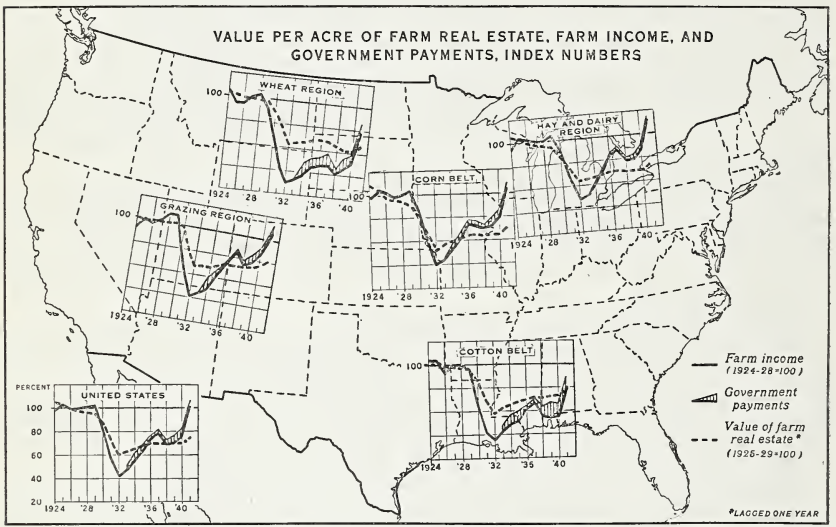 VALUE PER ACRE OF FARM REAL ESTATE, FARM INCOME, AND
GOVERNMENT PAYMENTS, INDEX NUMBERS
WHEAT REGION
100
1924 '28 '32 '36 '40
HAY AND DAIRY
REGION
100
1924 '28 '32 '36 '40
CORN BELT
100
1924 '28 '32 '36 '40
GRAZING REGION
100
1924 '28 '32 '36 '40
COTTON BELT
100
1924 '28 '32 '36 '40
PERCENT
UNITED STATES
100
80
60
40
20
1924 '28 '32 '36 '40
Farm income
(1924-28=100)
Government
payments
Value of farm
real estate*
(1925-29=100)
*LAGGED ONE YEAR